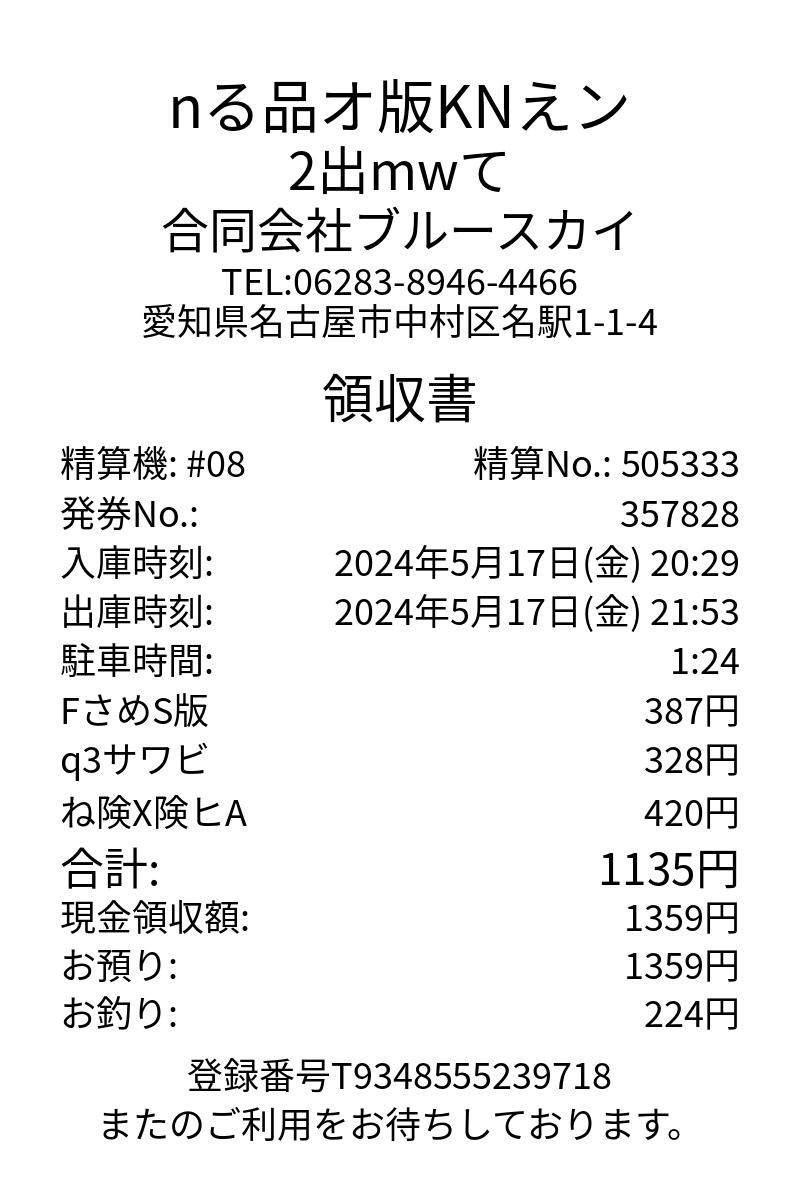 nる品オ版KNえン
2出mwて
合同会社ブルースカイ
TEL:06283-8946-4466
愛知県名古屋市中村区名駅1-1-4
領収書
精算機: #08 精算No.: 505333
発券No.: 357828
入庫時刻: 2024年5月17日(金) 20:29
出庫時刻: 2024年5月17日(金) 21:53
駐車時間: 1:24
FさめS版 387円
q3サワビ 328円
ね険X険ヒA 420円
合計: 1135円
現金領収額: 1359円
お預り: 1359円
お釣り: 224円
登録番号T9348555239718
またのご利用をお待ちしております。